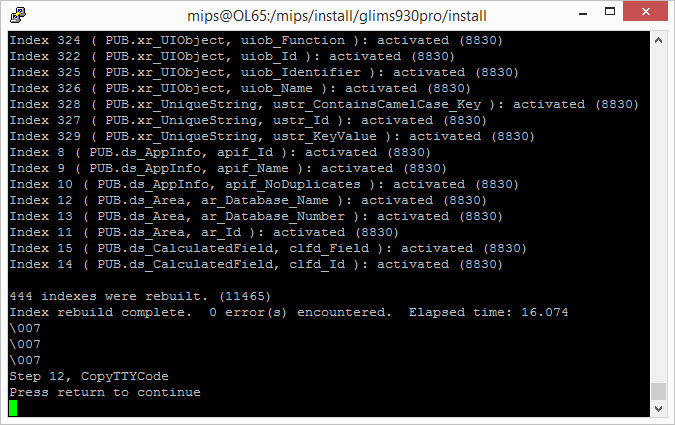 mips@OL65:/mips/install/glims930pro/install
Index 324 ( PUB.xr_UIObject, uiob_Function ): activated (8830)
Index 322 ( PUB.xr_UIObject, uiob_Id ): activated (8830)
Index 325 ( PUB.xr_UIObject, uiob_Identifier ): activated (8830)
Index 326 ( PUB.xr_UIObject, uiob_Name ): activated (8830)
Index 328 ( PUB.xr_UniqueString, ustr_ContainsCamelCase_Key ): activated (8830)
Index 327 ( PUB.xr_UniqueString, ustr_Id ): activated (8830)
Index 329 ( PUB.xr_UniqueString, ustr_KeyValue ): activated (8830)
Index 8 ( PUB.ds_AppInfo, apif_Id ): activated (8830)
Index 9 ( PUB.ds_AppInfo, apif_Name ): activated (8830)
Index 10 ( PUB.ds_AppInfo, apif_NoDuplicates ): activated (8830)
Index 12 ( PUB.ds_Area, ar_Database_Name ): activated (8830)
Index 13 ( PUB.ds_Area, ar_Database_Number ): activated (8830)
Index 11 ( PUB.ds_Area, ar_Id ): activated (8830)
Index 15 ( PUB.ds_CalculatedField, clfd_Field ): activated (8830)
Index 14 ( PUB.ds_CalculatedField, clfd_Id ): activated (8830)
444 indexes were rebuilt. (11465)
Index rebuild complete.  0 error(s) encountered.  Elapsed time: 16.074
\007
\007
\007
Step 12, CopyTTYCode
Press return to continue